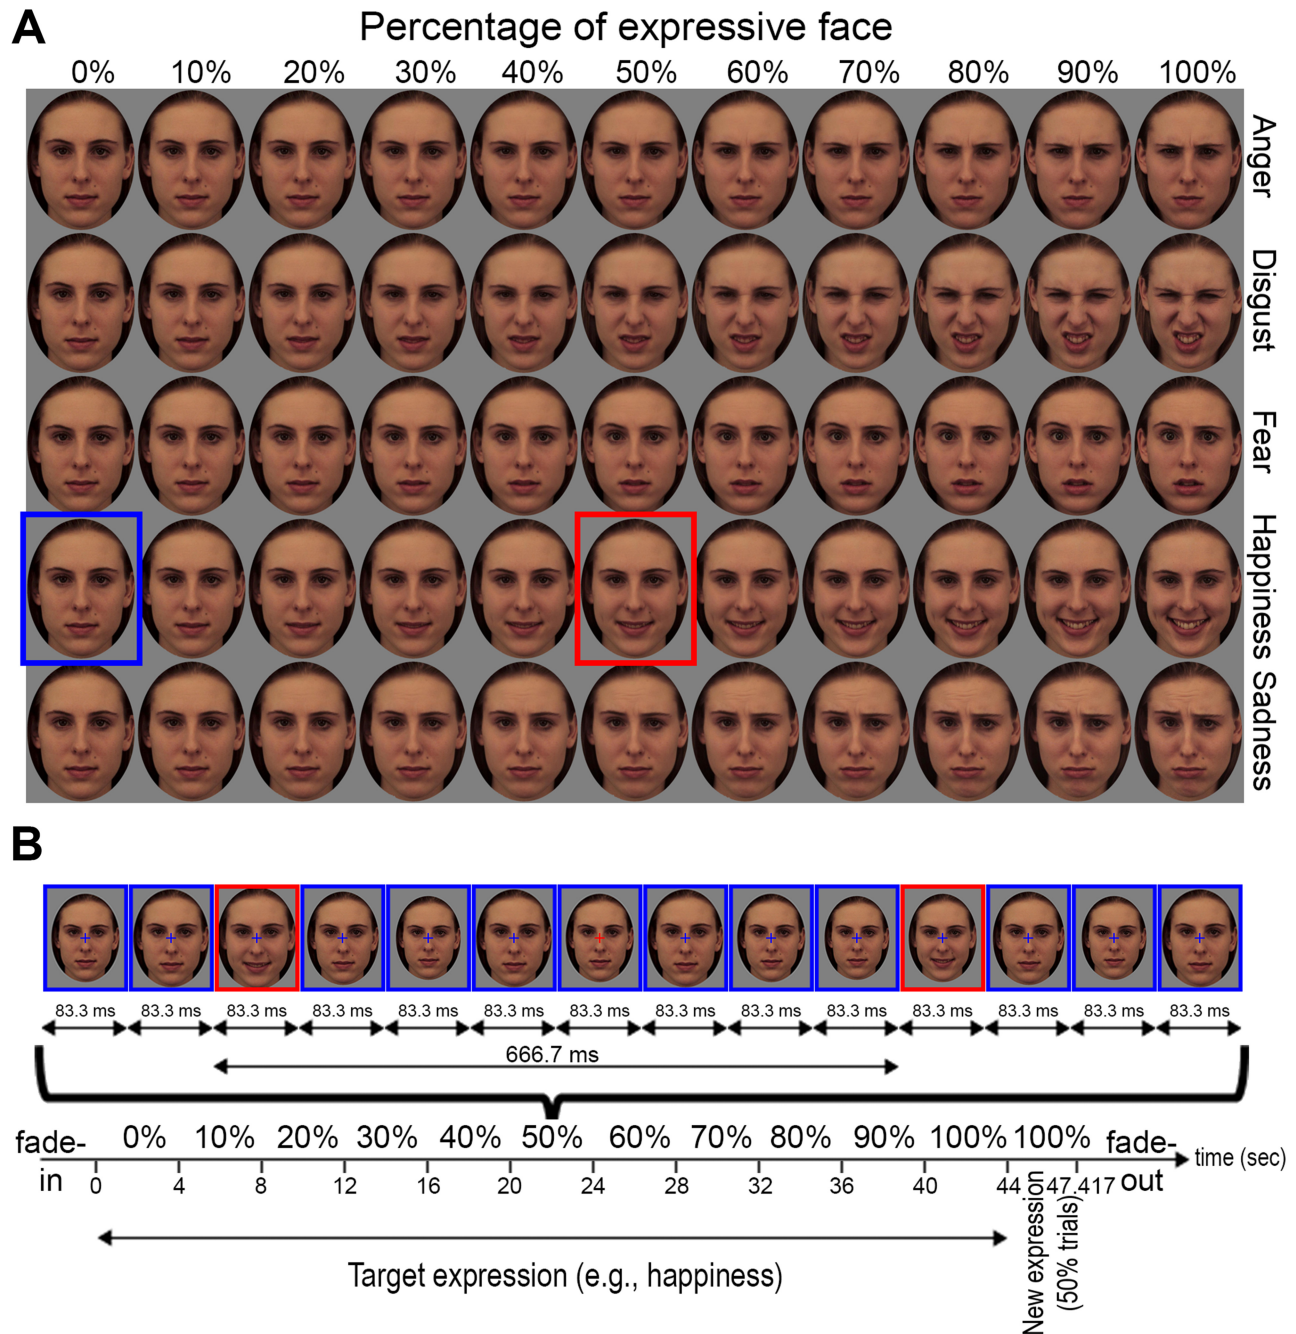 A
Percentage of expressive face
0% 10% 20% 30% 40% 50% 60% 70% 80% 90% 100%
Anger
Disgust
Fear
Happiness
Sadness
B
83.3 ms 83.3 ms 83.3 ms 83.3 ms 83.3 ms 83.3 ms 83.3 ms 83.3 ms 83.3 ms 83.3 ms 83.3 ms 83.3 ms 83.3 ms 83.3 ms
666.7 ms
fade-in 0% 10% 20% 30% 40% 50% 60% 70% 80% 90% 100% 100% fade-out
time (sec)
0 4 8 12 16 20 24 28 32 36 40 44 47.417
New expression
(50% trials)
Target expression (e.g., happiness)